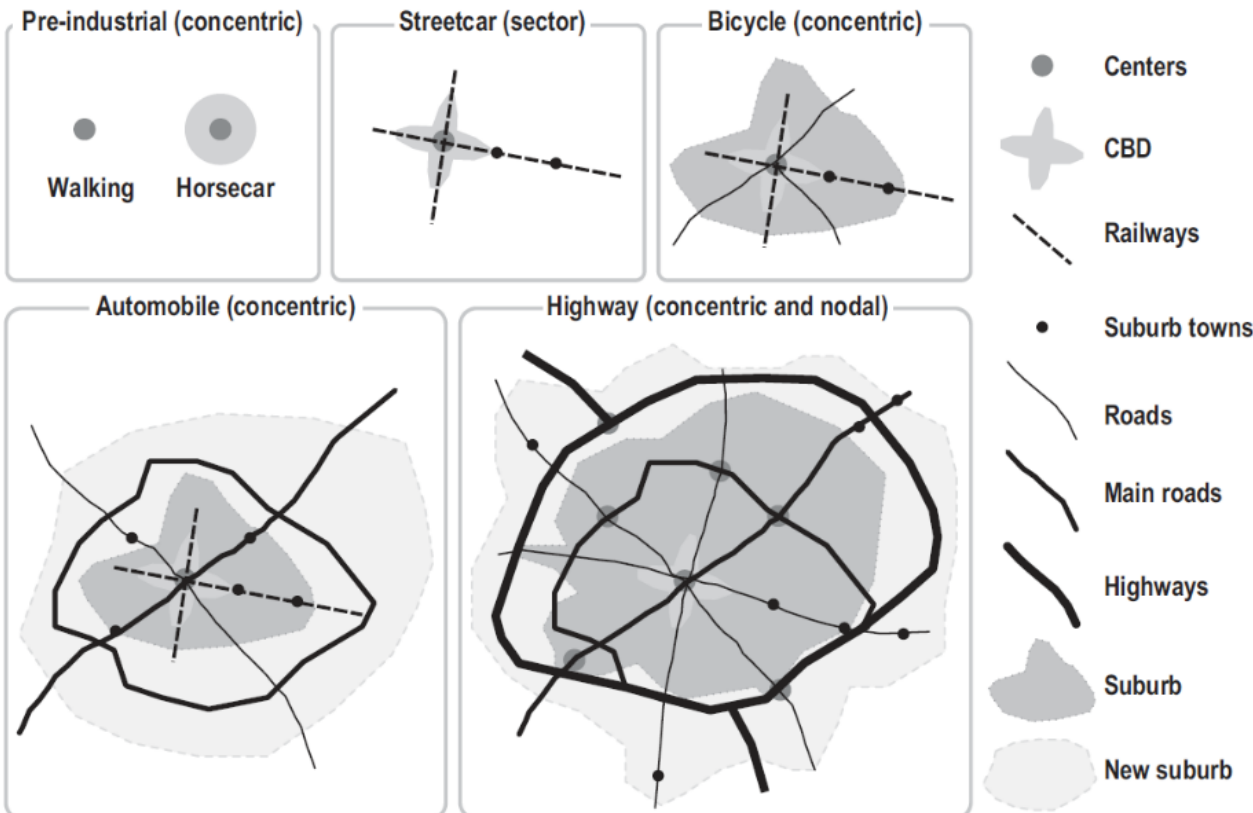 Pre-industrial (concentric)
Walking
Horsecar
Streetcar (sector)
Bicycle (concentric)
Automobile (concentric)
Highway (concentric and nodal)
Centers
CBD
Railways
Suburb towns
Roads
Main roads
Highways
Suburb
New suburb